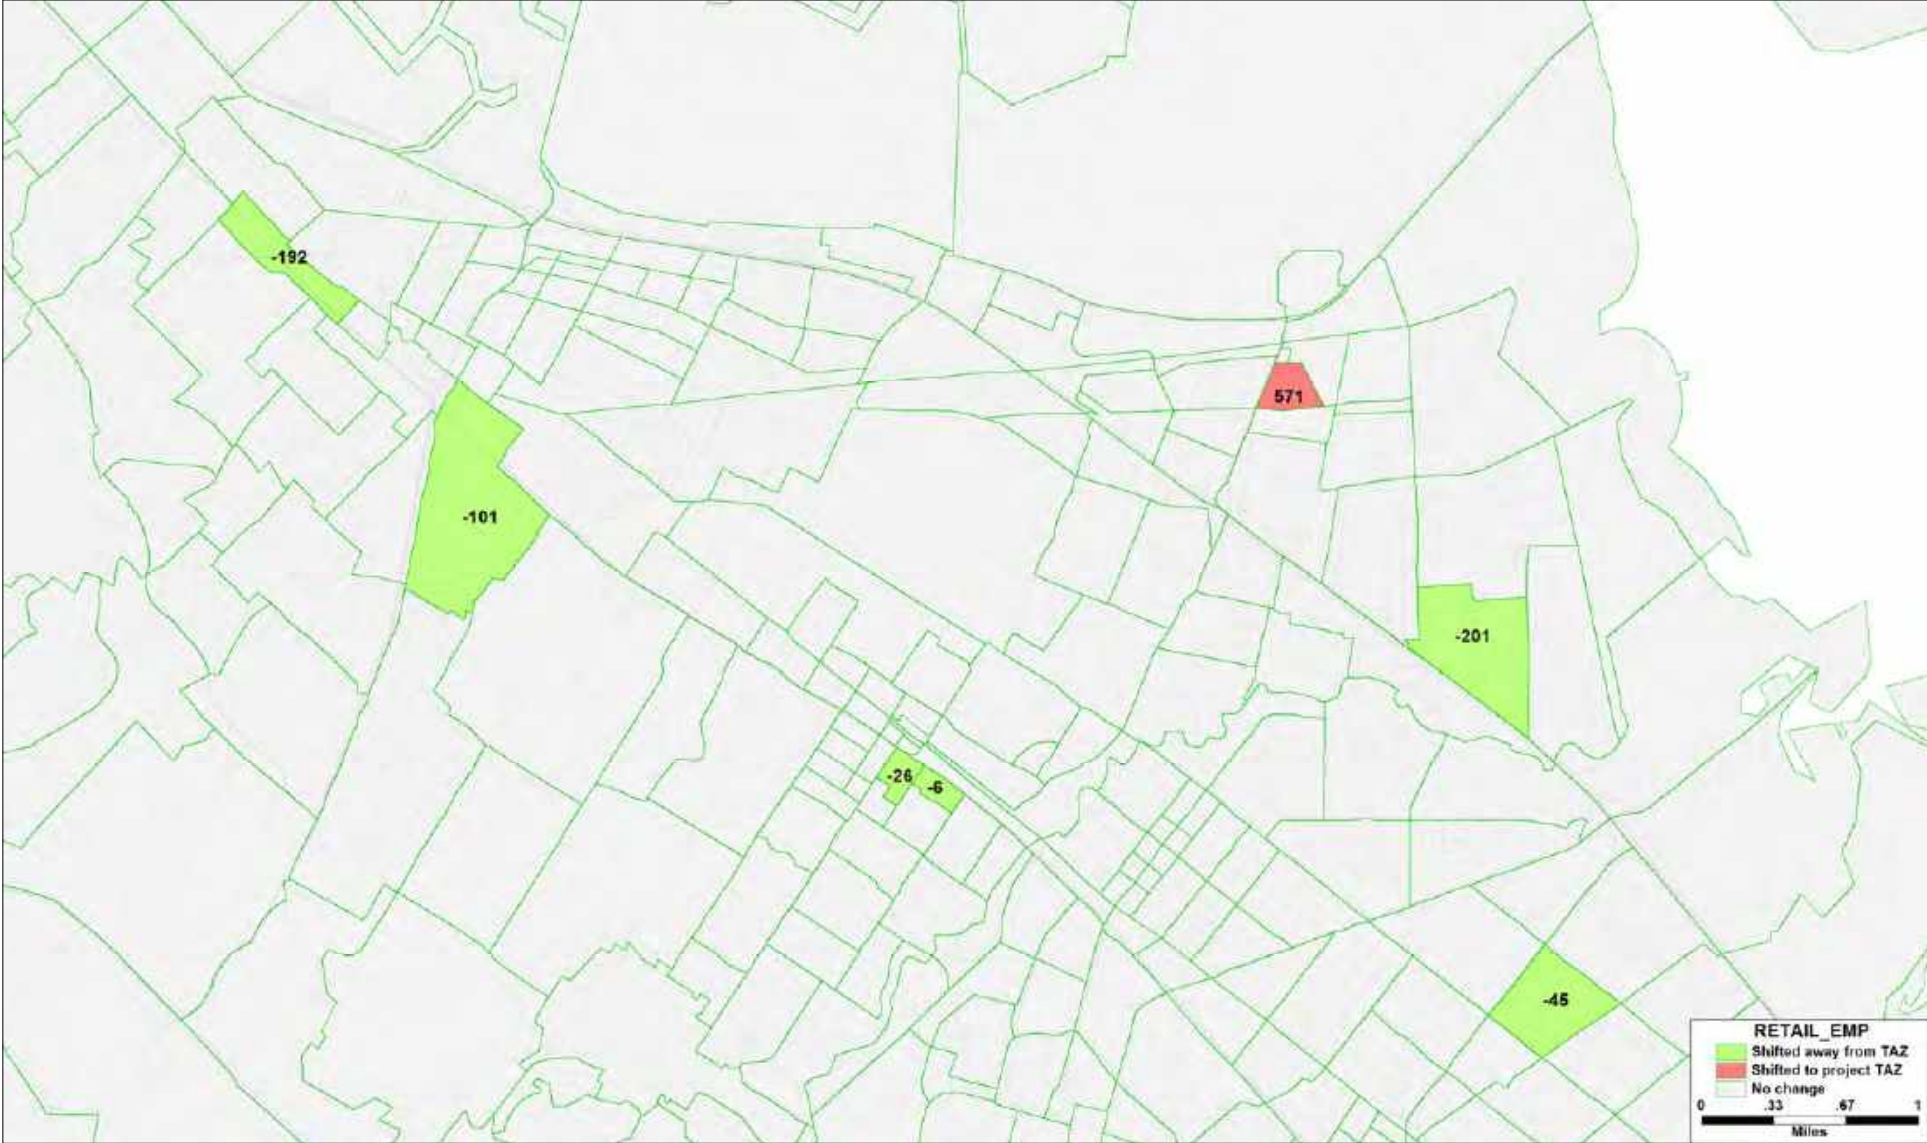 -192
571
-101
-201
-26
-6
-45
RETAIL_EMP
Shifted away from TAZ
Shifted to project TAZ
No change
0 .33 .67 1
Miles